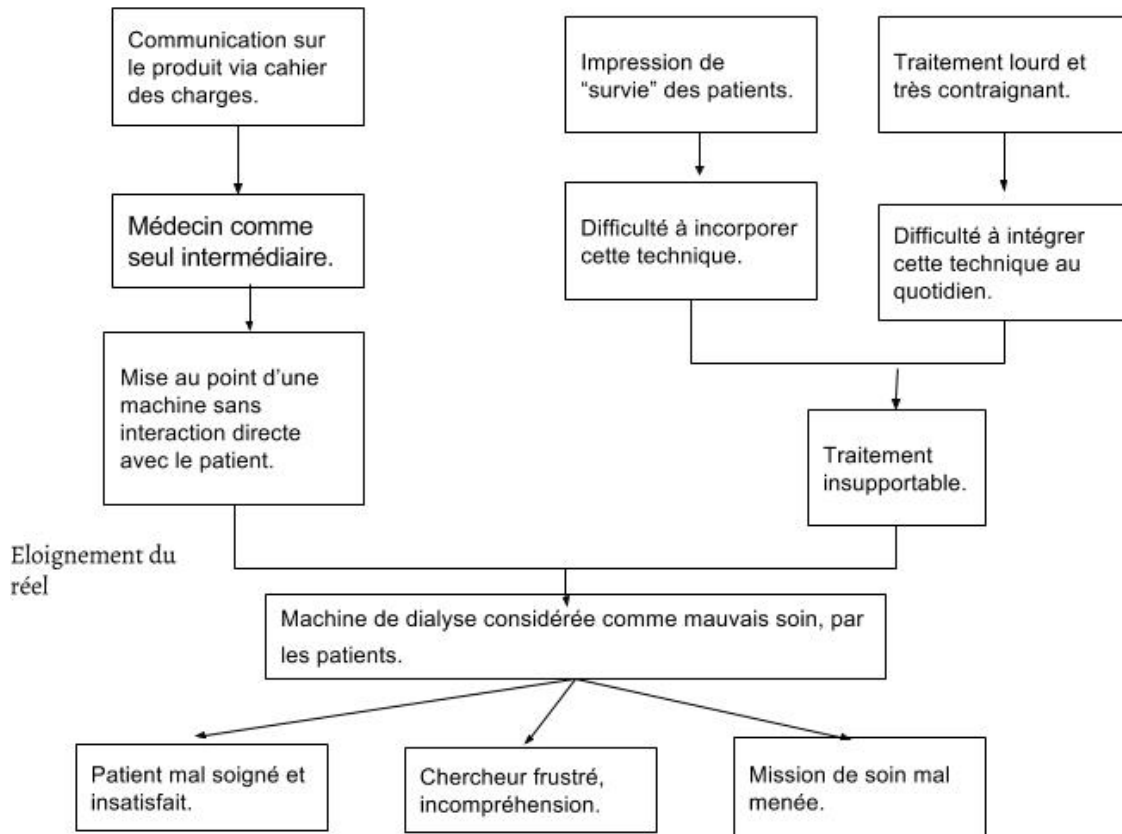 Communication sur
le produit via cahier
des charges.
Impression de
“survie” des patients.
Traitement lourd et
très contraignant.
Médecin comme
seul intermédiaire.
Difficulté à incorporer
cette technique.
Difficulté à intégrer
cette technique au
quotidien.
Mise au point d’une
machine sans
interaction directe
avec le patient.
Traitement
insupportable.
Eloignement du
réel
Machine de dialyse considérée comme mauvais soin, par
les patients.
Patient mal soigné et
insatisfait.
Chercheur frustré,
incompréhension.
Mission de soin mal
menée.